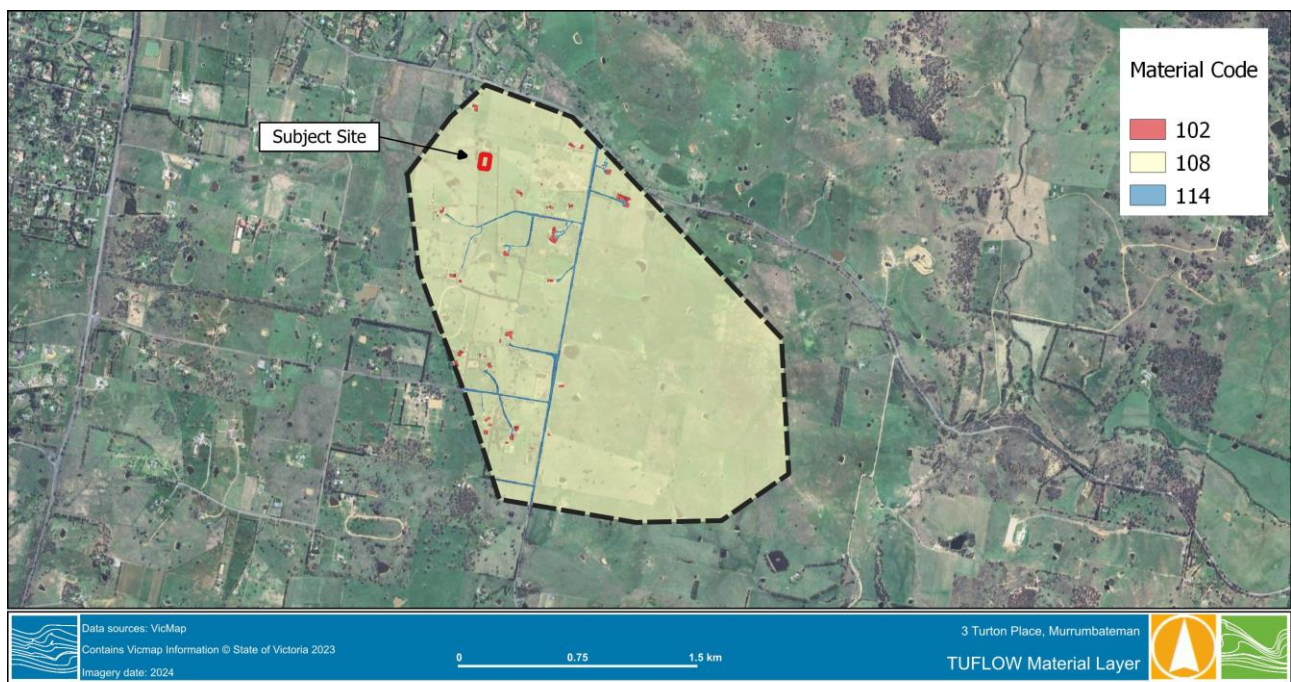 Material Code
102
108
114
Subject Site
Data sources: VicMap
Contains Vicmap Information © State of Victoria 2023
Imagery date: 2024
0 0.75 1.5 km
3 Turton Place, Murrumbateman
TUFLOW Material Layer